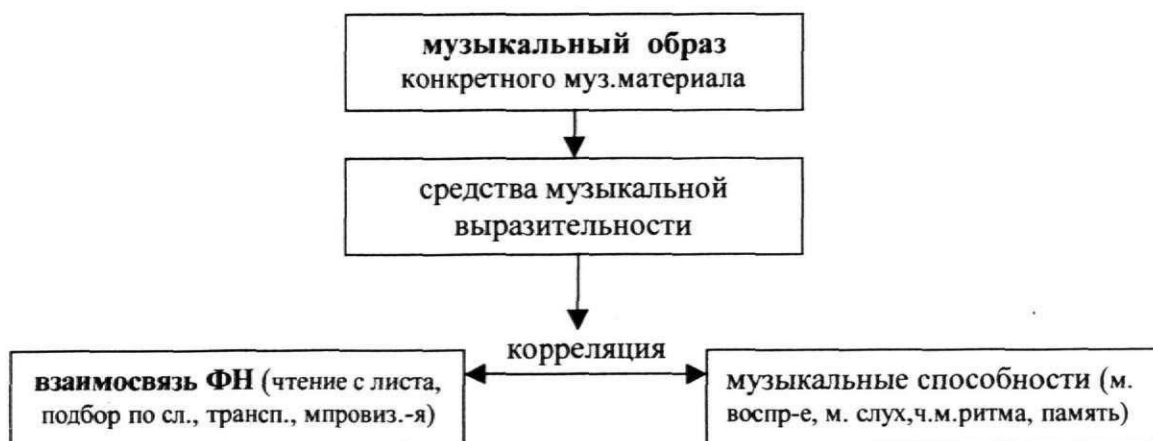 музыкальный образ
конкретного муз.материала
средства музыкальной
выразительности
корреляция
взаимосвязь ФН (чтение с листа,
подбор по сл., трансп., мпровиз.-я)
музыкальные способности (м.
воспр-е, м. слух,ч.м.ритма, память)